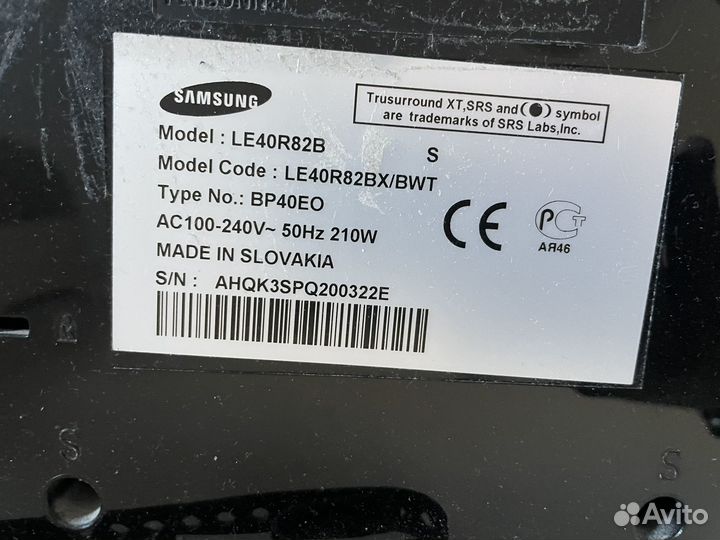 SAMSUNG
Trusurround XT,SRS and (●) symbol
are trademarks of SRS Labs,Inc.
Model : LE40R82B S
Model Code : LE40R82BX/BWT
Type No.: BP40EO
AC100-240V~ 50Hz 210W
MADE IN SLOVAKIA
S/N : AHQK3SPQ200322E
CE
РСТ
АЯ46
R
S
S
Avito